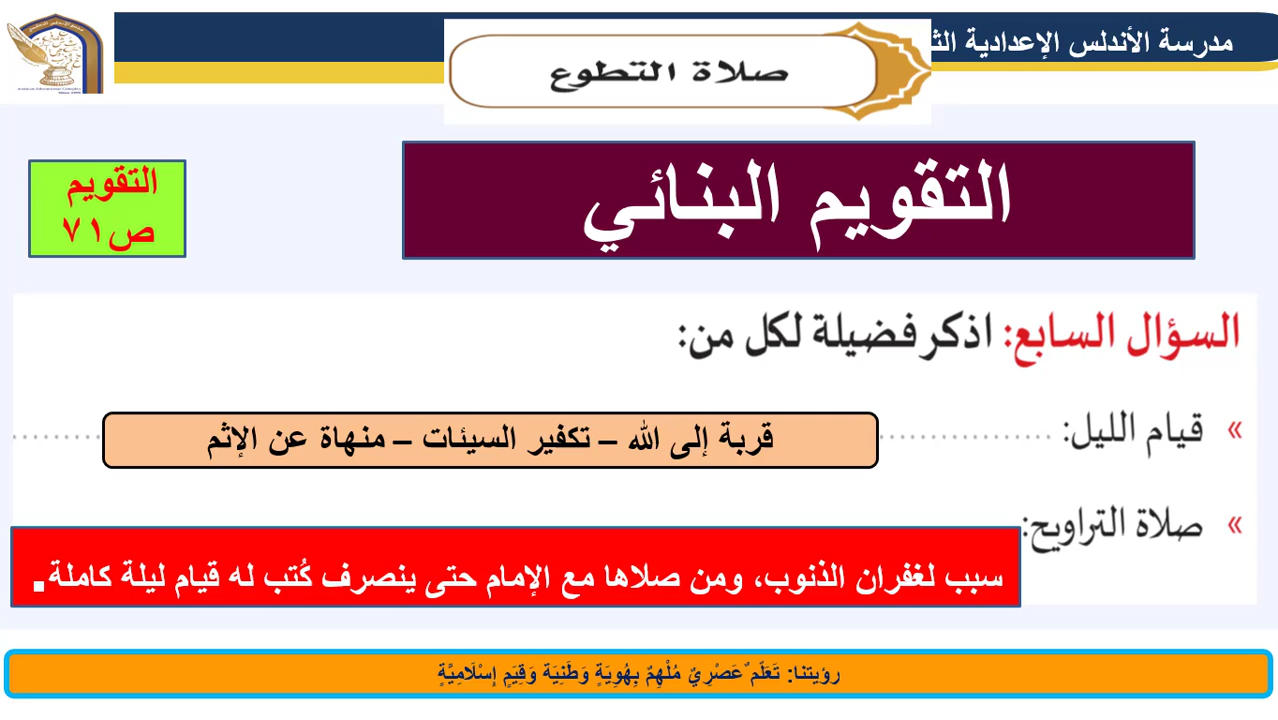 مدرسة الأندلس الإعدادية
صلاة التطوع
التقويم البنائي
التقويم
ص٧١
السؤال السابع: اذكر فضيلة لكل من:
» قيام الليل:
قربة إلى الله – تكفير السيئات – منهاة عن الإثم
» صلاة التراويح:
سبب لغفران الذنوب، ومن صلاها مع الإمام حتى ينصرف كُتب له قيام ليلة كاملة.
رؤيتنا: تَعَلّم ٌعَصْرِيٌ مُلْهِمٌ بِهُوِيَةٍ وَطَنِيَة وَقِيَمٍ إِسْلَامِيَّةٍ